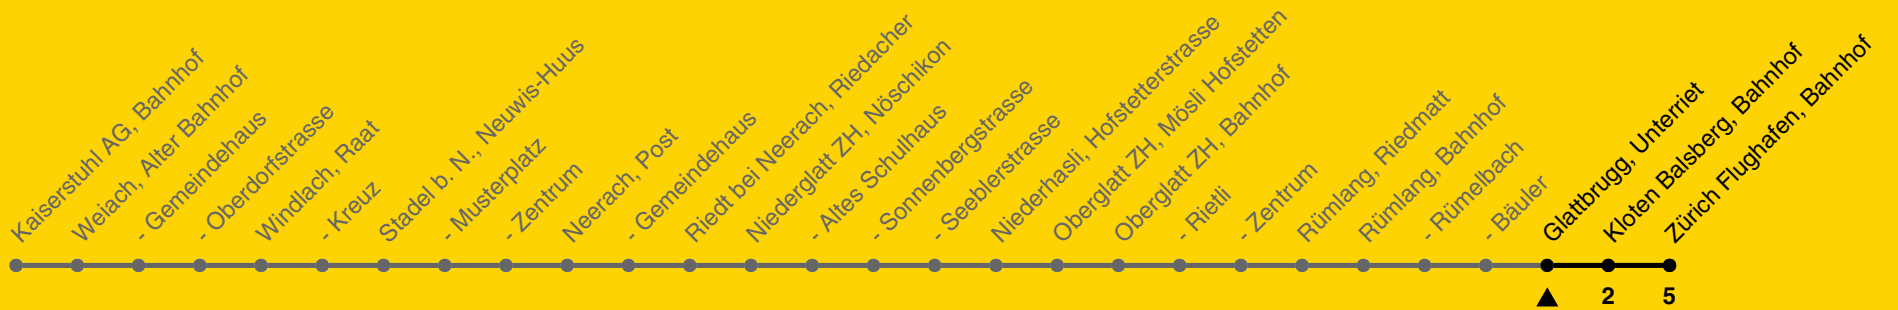 Kaiserstuhl AG, Bahnhof
Weiach, Alter Bahnhof
- Gemeindehaus
- Oberdorfstrasse
Windlach, Raat
- Kreuz
Stadel b. N., Neuwis-Huus
- Musterplatz
- Zentrum
Neerach, Post
- Gemeindehaus
Riedt bei Neerach, Riedacher
Niederglatt ZH, Nöschikon
- Altes Schulhaus
- Sonnenbergstrasse
- Seeblerstrasse
Niederhasli, Hofstetterstrasse
Oberglatt ZH, Mösli Hofstetten
Oberglatt ZH, Bahnhof
- Rietli
- Zentrum
Rümlang, Riedmatt
Rümlang, Bahnhof
- Rümelbach
- Bäuler
Glattbrugg, Unterriet
Kloten Balsberg, Bahnhof
Zürich Flughafen, Bahnhof
2
5